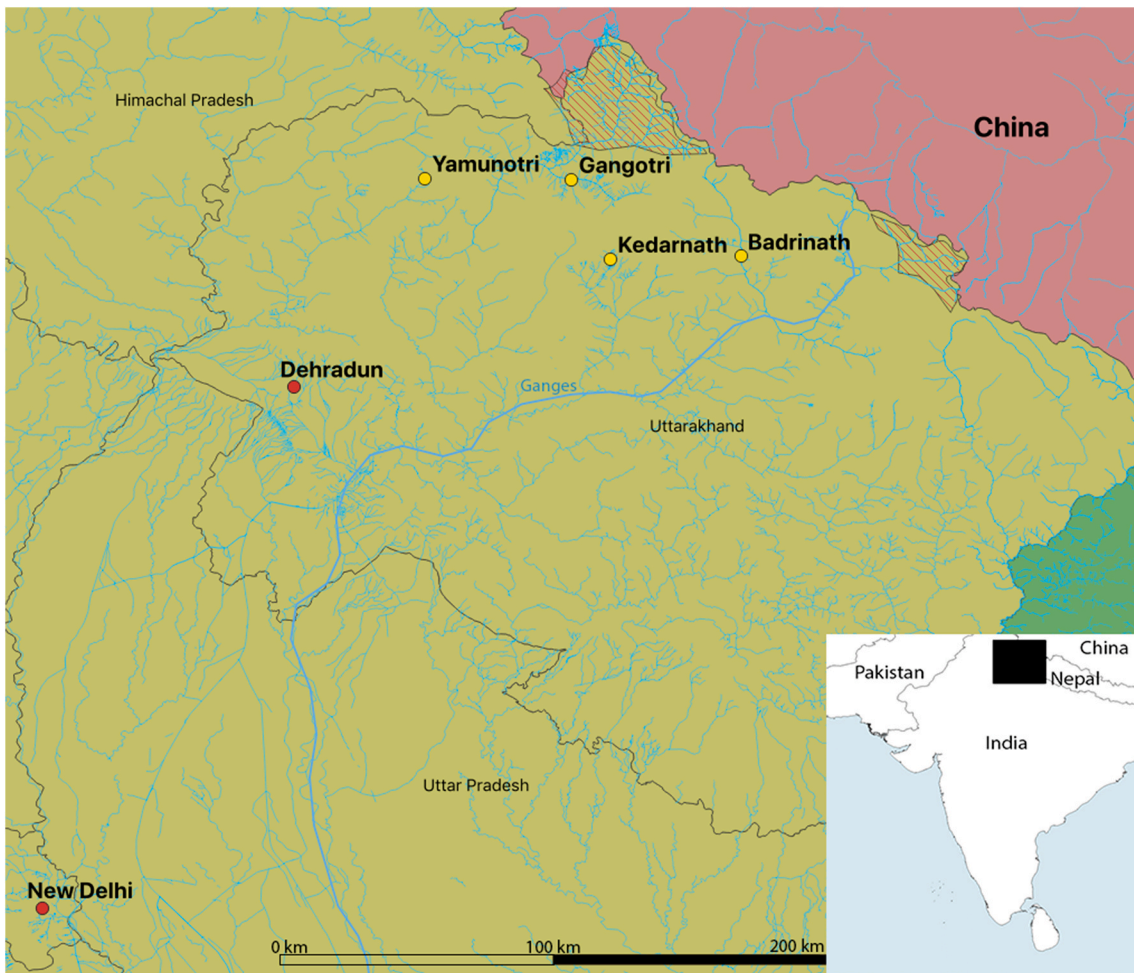 Himachal Pradesh
China
Yamunotri
Gangotri
Kedarnath
Badrinath
Dehradun
Ganges
Uttarakhand
Uttar Pradesh
New Delhi
0 km
100 km
200 km
Pakistan
China
Nepal
India